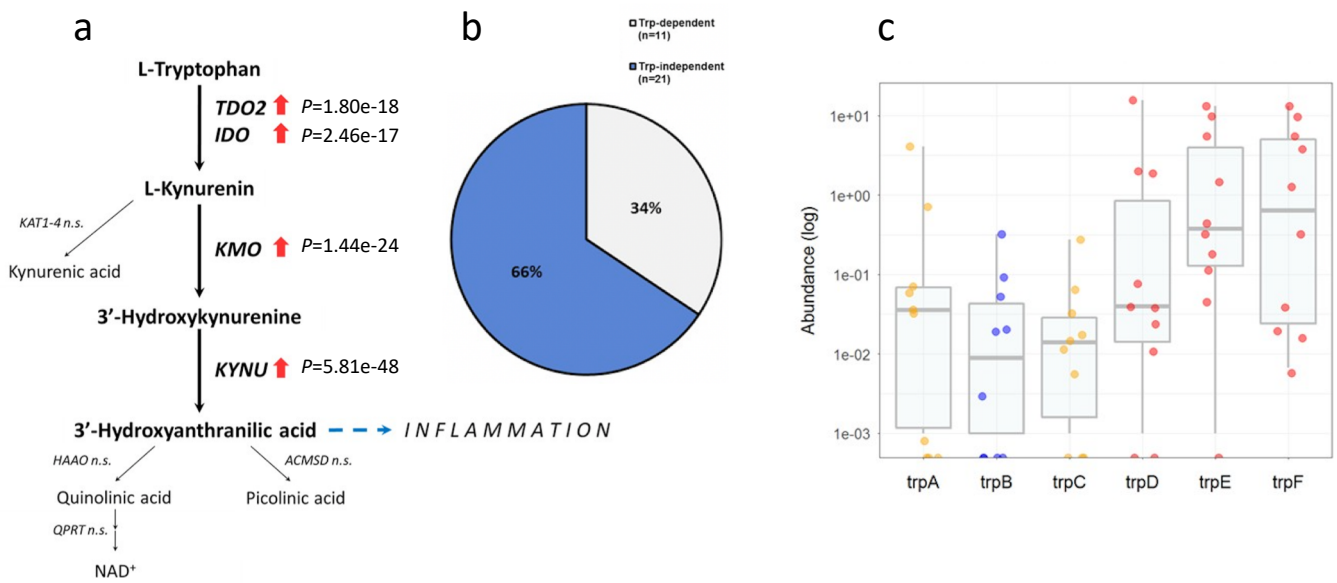 a
L-Tryptophan
TDO2 P=1.80e-18
IDO P=2.46e-17
L-Kynurenin
KAT1-4 n.s.
Kynurenic acid
KMO P=1.44e-24
3’-Hydroxykynurenine
KYNU P=5.81e-48
3’-Hydroxyanthranilic acid INFLAMMATION
HAAO n.s. ACMSD n.s.
Quinolinic acid Picolinic acid
QPRT n.s.
NAD+
b
Trp-dependent
(n=11)
Trp-independent
(n=21)
34%
66%
c
Abundance (log)
1e+01
1e+00
1e-01
1e-02
1e-03
trpA trpB trpC trpD trpE trpF